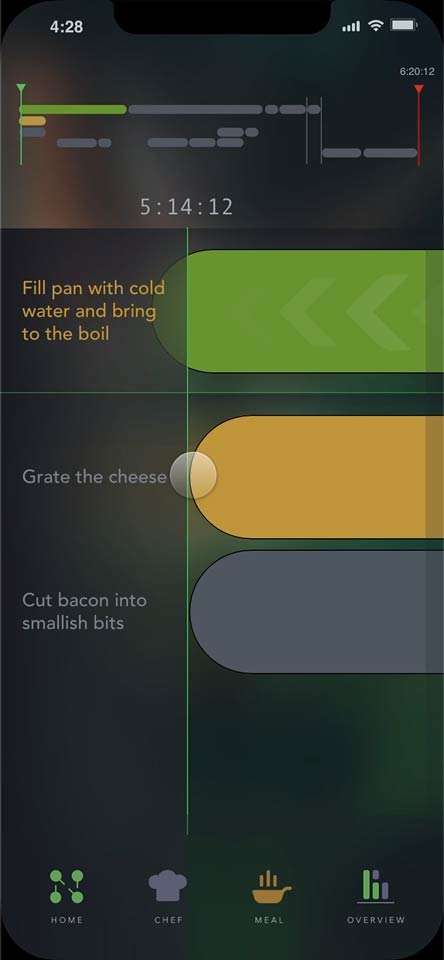 4:28
6:20:12
5:14:12
Fill pan with cold
water and bring
to the boil
Grate the cheese
Cut bacon into
smallish bits
HOME
CHEF
MEAL
OVERVIEW